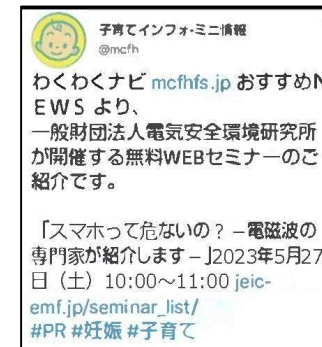 子育てインフォ-ミニ情報
@mcfh
わくわくナビ mcfhfs.jp おすすめN
ＥＷＳ より、
一般財団法人電気安全環境研究所
が開催する無料WEBセミナーのご
紹介です。
「スマホって危ないの？－電磁波の
専門家が紹介します－」2023年5月27
日（土）10:00～11:00 jeic-
emf.jp/seminar_list/
#PR #妊娠 #子育て